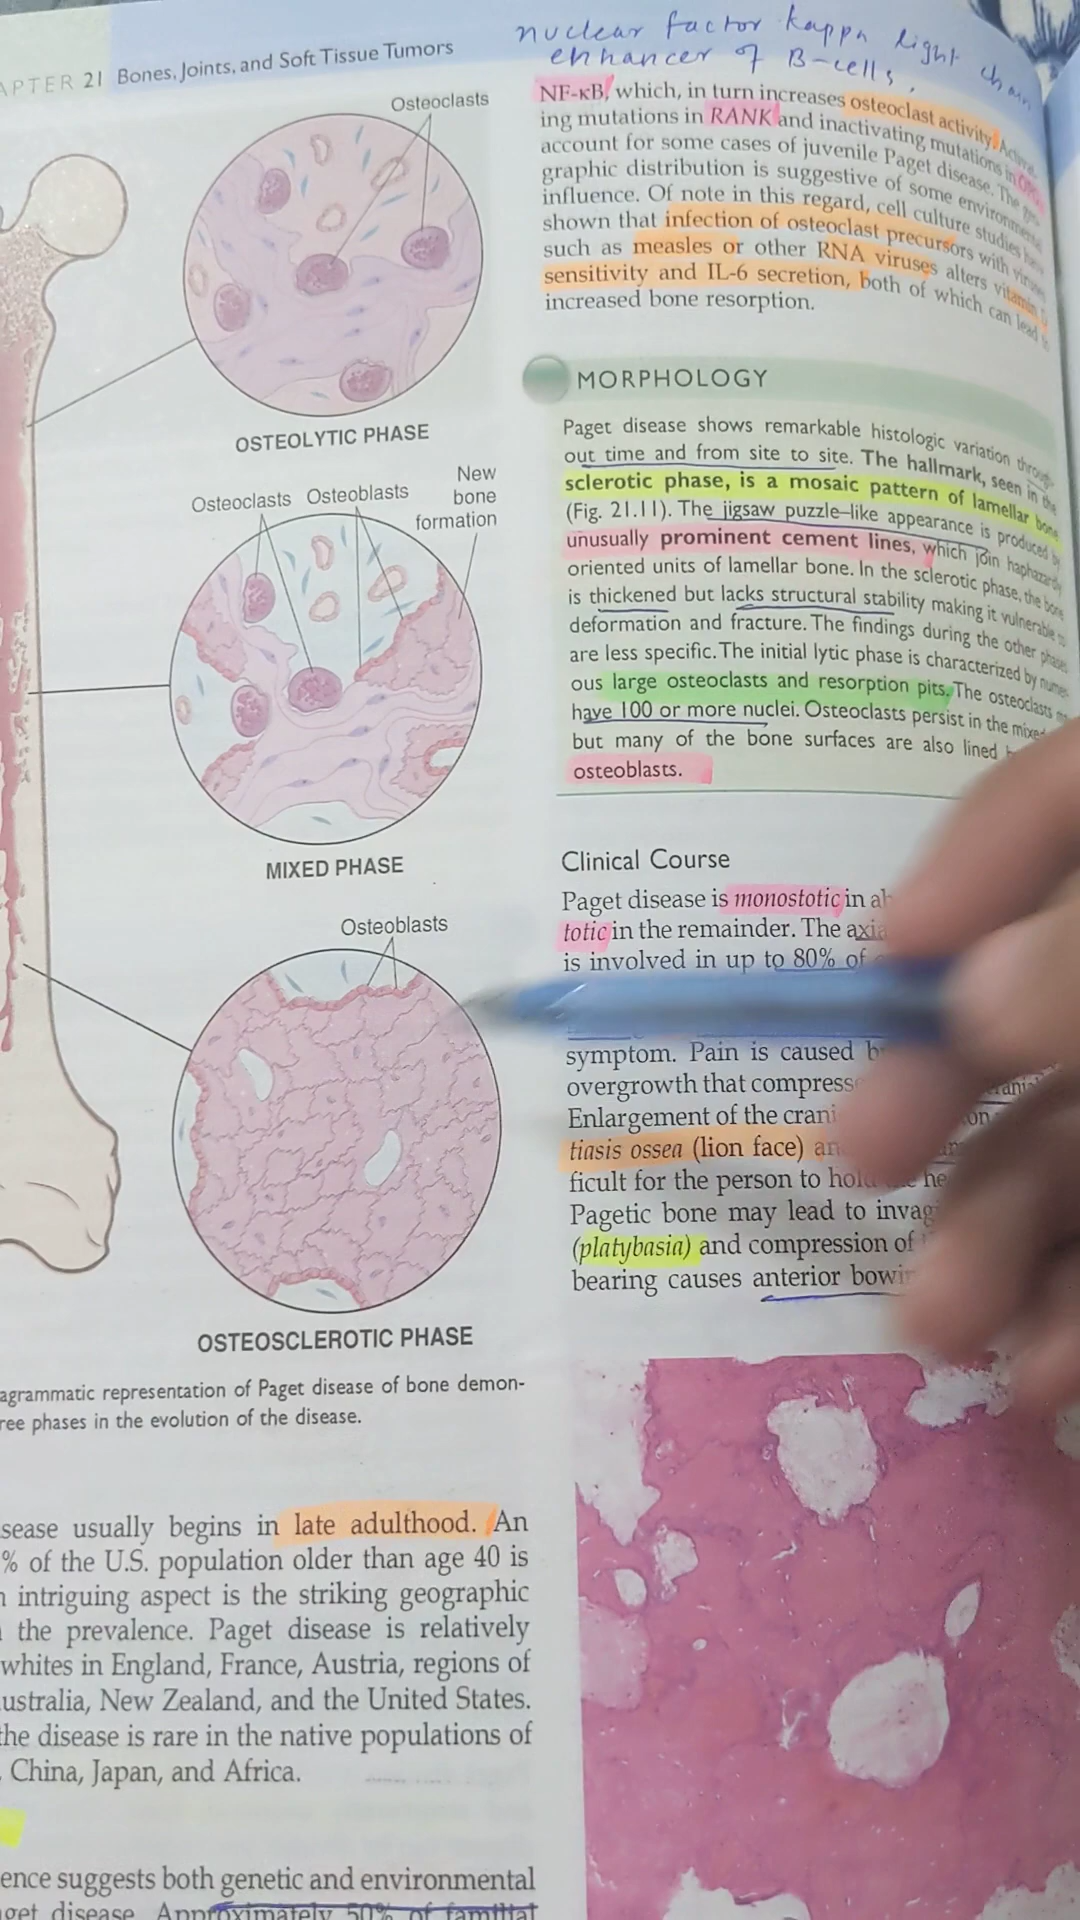 APTER 21 Bones, Joints, and Soft Tissue Tumors
nuclear factor kappa light chain
enhancer of B-cells,
Osteoclasts
OSTEOLYTIC PHASE
Osteoclasts Osteoblasts
New
bone
formation
MIXED PHASE
Osteoblasts
OSTEOSCLEROTIC PHASE
agrammatic representation of Paget disease of bone demon-
ree phases in the evolution of the disease.
sease usually begins in late adulthood. An
% of the U.S. population older than age 40 is
intriguing aspect is the striking geographic
the prevalence. Paget disease is relatively
whites in England, France, Austria, regions of
ustralia, New Zealand, and the United States.
the disease is rare in the native populations of
China, Japan, and Africa.
ence suggests both genetic and environmental
get disease. Approximately 50% of familial
NF-κB, which, in turn increases osteoclast activity.
ing mutations in RANK and inactivating mutations in
account for some cases of juvenile Paget disease. The
graphic distribution is suggestive of some environmental
influence. Of note in this regard, cell culture studies
shown that infection of osteoclast precursors with viruses
such as measles or other RNA viruses alters vitamin
sensitivity and IL-6 secretion, both of which can lead
increased bone resorption.
MORPHOLOGY
Paget disease shows remarkable histologic variation through-
out time and from site to site. The hallmark, seen in the
sclerotic phase, is a mosaic pattern of lamellar bone
(Fig. 21.11). The jigsaw puzzle–like appearance is produced by
unusually prominent cement lines, which join haphazardly
oriented units of lamellar bone. In the sclerotic phase, the bone
is thickened but lacks structural stability making it vulnerable to
deformation and fracture. The findings during the other phases
are less specific. The initial lytic phase is characterized by numer-
ous large osteoclasts and resorption pits. The osteoclasts
have 100 or more nuclei. Osteoclasts persist in the mixed
but many of the bone surfaces are also lined
osteoblasts.
Clinical Course
Paget disease is monostotic in
totic in the remainder. The axia
is involved in up to 80% of
symptom. Pain is caused b
overgrowth that compresse
Enlargement of the crani
tiasis ossea (lion face) an
ficult for the person to hold
Pagetic bone may lead to invag
(platybasia) and compression of
bearing causes anterior bowi